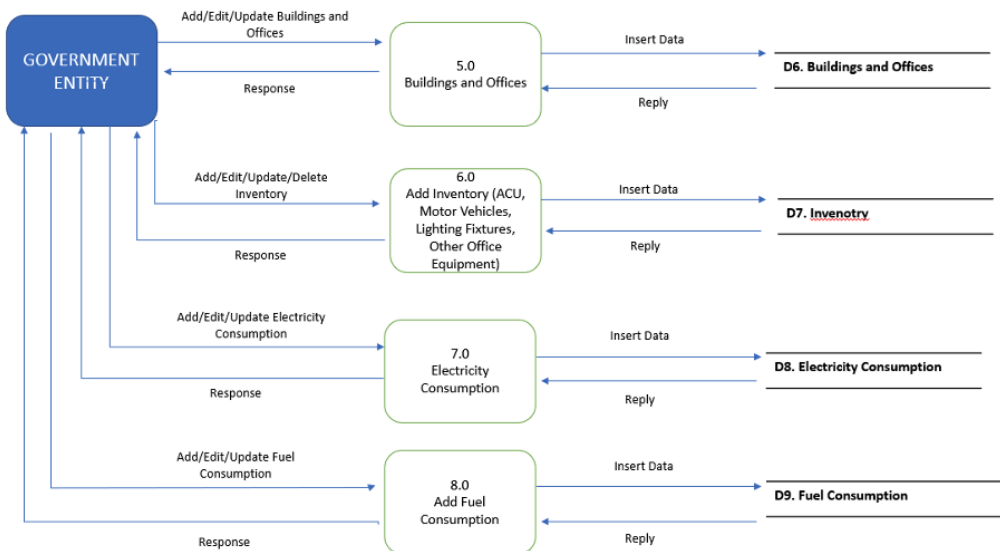 GOVERNMENT
ENTITY
Add/Edit/Update Buildings and
Offices
Response
5.0
Buildings and Offices
Insert Data
Reply
D6. Buildings and Offices
Add/Edit/Update/Delete
Inventory
Response
6.0
Add Inventory (ACU,
Motor Vehicles,
Lighting Fixtures,
Other Office
Equipment)
Insert Data
Reply
D7. Invenotry
Add/Edit/Update Electricity
Consumption
Response
7.0
Electricity
Consumption
Insert Data
Reply
D8. Electricity Consumption
Add/Edit/Update Fuel
Consumption
Response
8.0
Add Fuel
Consumption
Insert Data
Reply
D9. Fuel Consumption